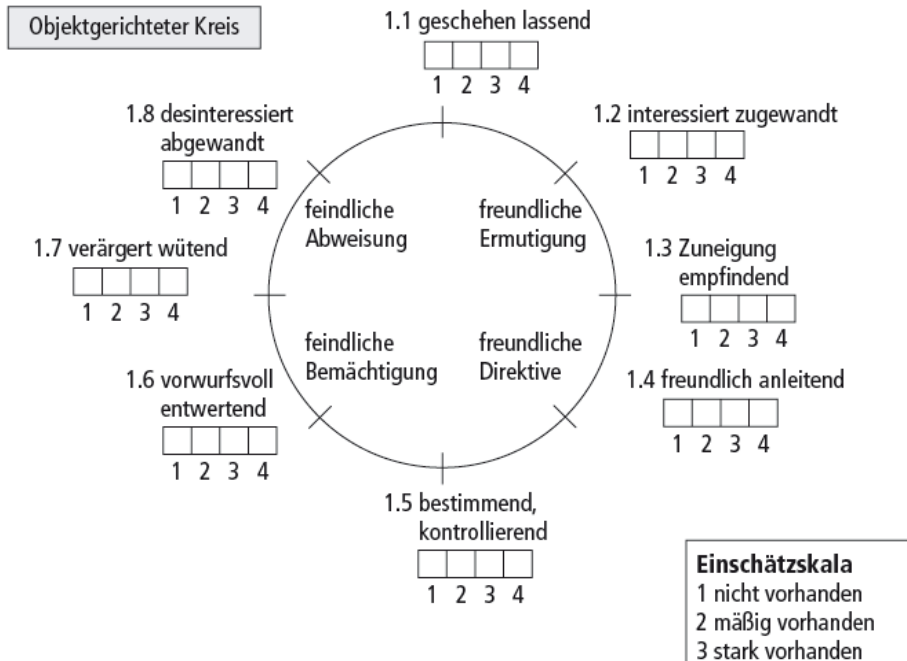 Objektgerichteter Kreis
1.1 geschehen lassend
1 2 3 4
1.2 interessiert zugewandt
1 2 3 4
1.3 Zuneigung
empfindend
1 2 3 4
1.4 freundlich anleitend
1 2 3 4
1.5 bestimmend,
kontrollierend
1 2 3 4
1.6 vorwurfsvoll
entwertend
1 2 3 4
1.7 verärgert wütend
1 2 3 4
1.8 desinteressiert
abgewandt
1 2 3 4
feindliche
Abweisung
freundliche
Ermutigung
feindliche
Bemächtigung
freundliche
Direktive
Einschätzskala
1 nicht vorhanden
2 mäßig vorhanden
3 stark vorhanden